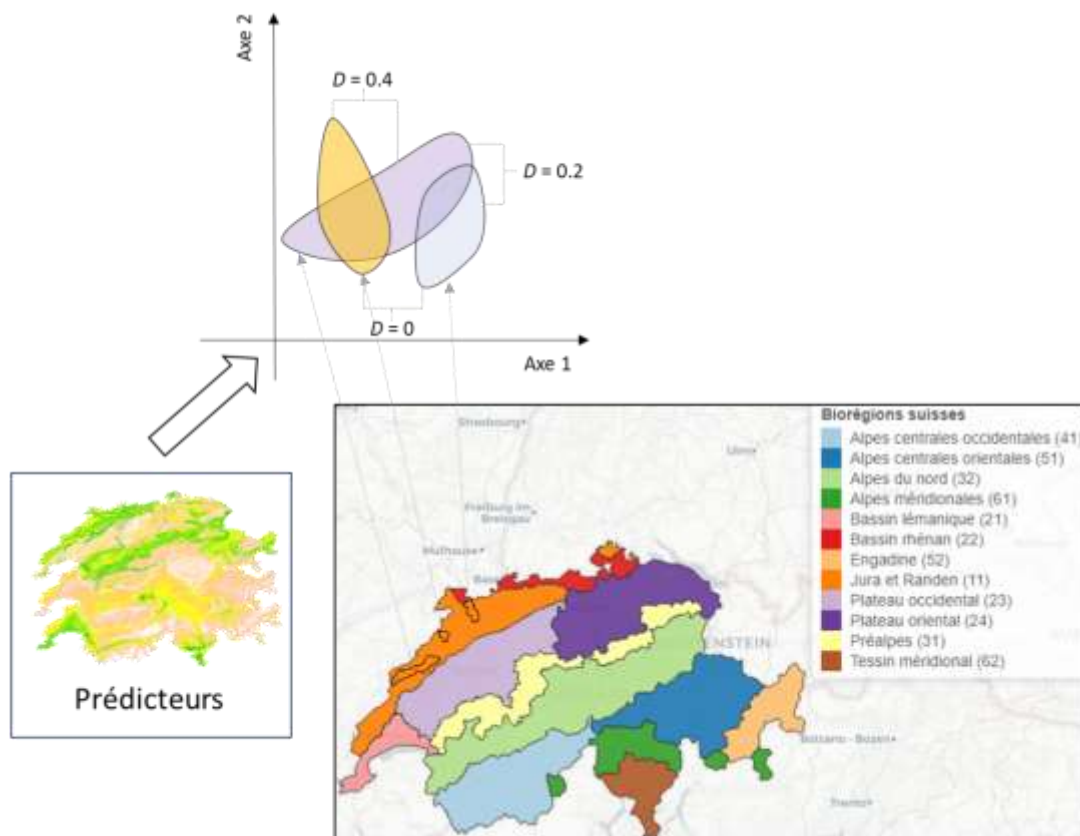 Axe 2
D = 0.4
D = 0.2
D = 0
Axe 1
Prédicteurs
Biorégions suisses
Alpes centrales occidentales (41)
Alpes centrales orientales (51)
Alpes du nord (32)
Alpes méridionales (61)
Bassin lémanique (21)
Bassin rhénan (22)
Engadine (52)
Jura et Randen (11)
Plateau occidental (23)
Plateau oriental (24)
Préalpes (31)
Tessin méridional (62)
Strasbourg
Ulm
Freiburg im
Breisgau
Mulhouse
ENSTEIN
Bolzano - Bozen
Trento